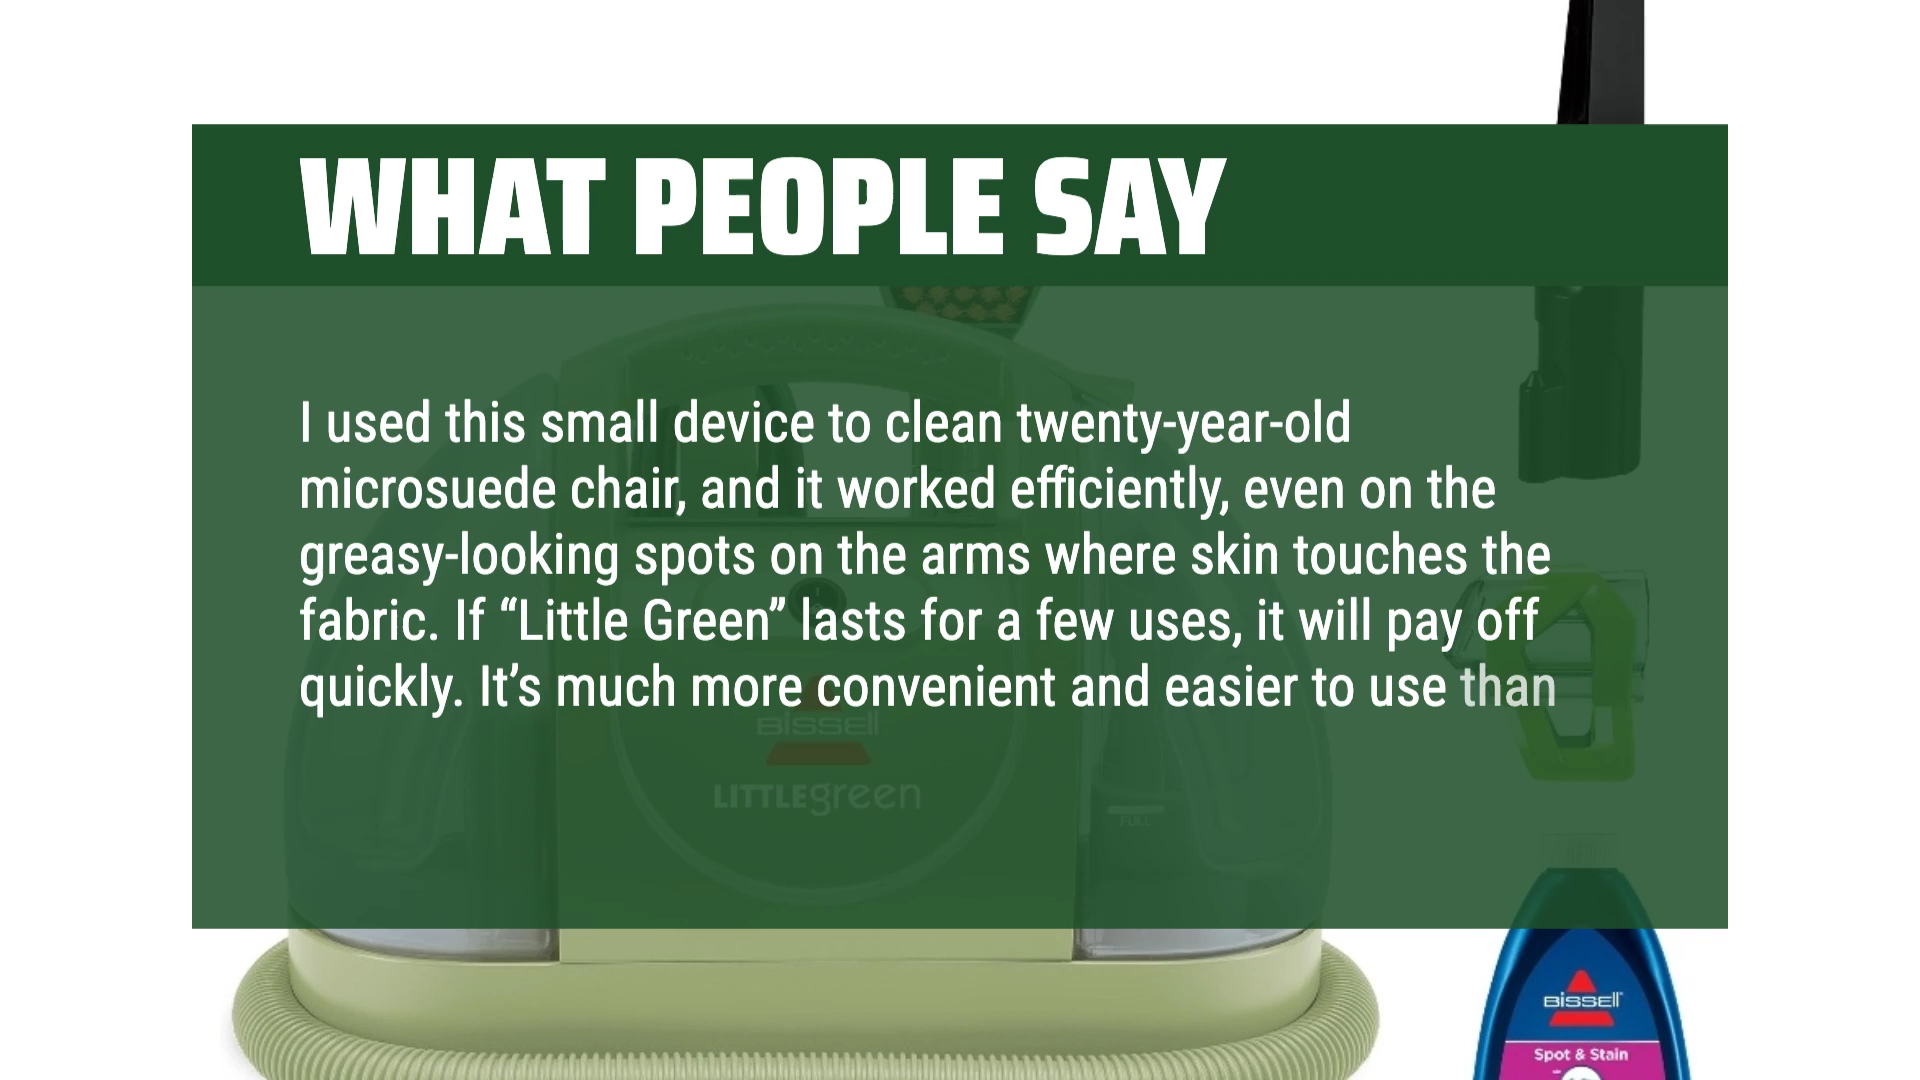 WHAT PEOPLE SAY
I used this small device to clean twenty-year-old
microsuede chair, and it worked efficiently, even on the
greasy-looking spots on the arms where skin touches the
fabric. If “Little Green” lasts for a few uses, it will pay off
quickly. It’s much more convenient and easier to use than
BISSELL
LITTLEgreen
FULL
BISSELL
Spot & Stain